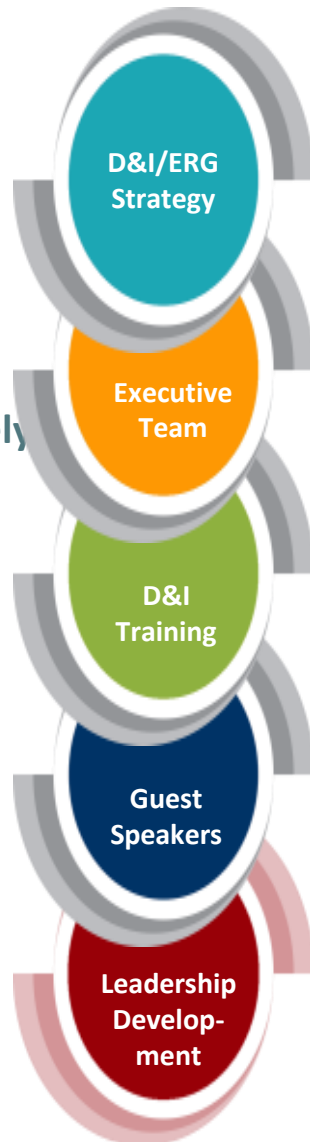 D&I/ERG
Strategy
Executive
Team
D&I
Training
Guest
Speakers
Leadership
Develop-
ment